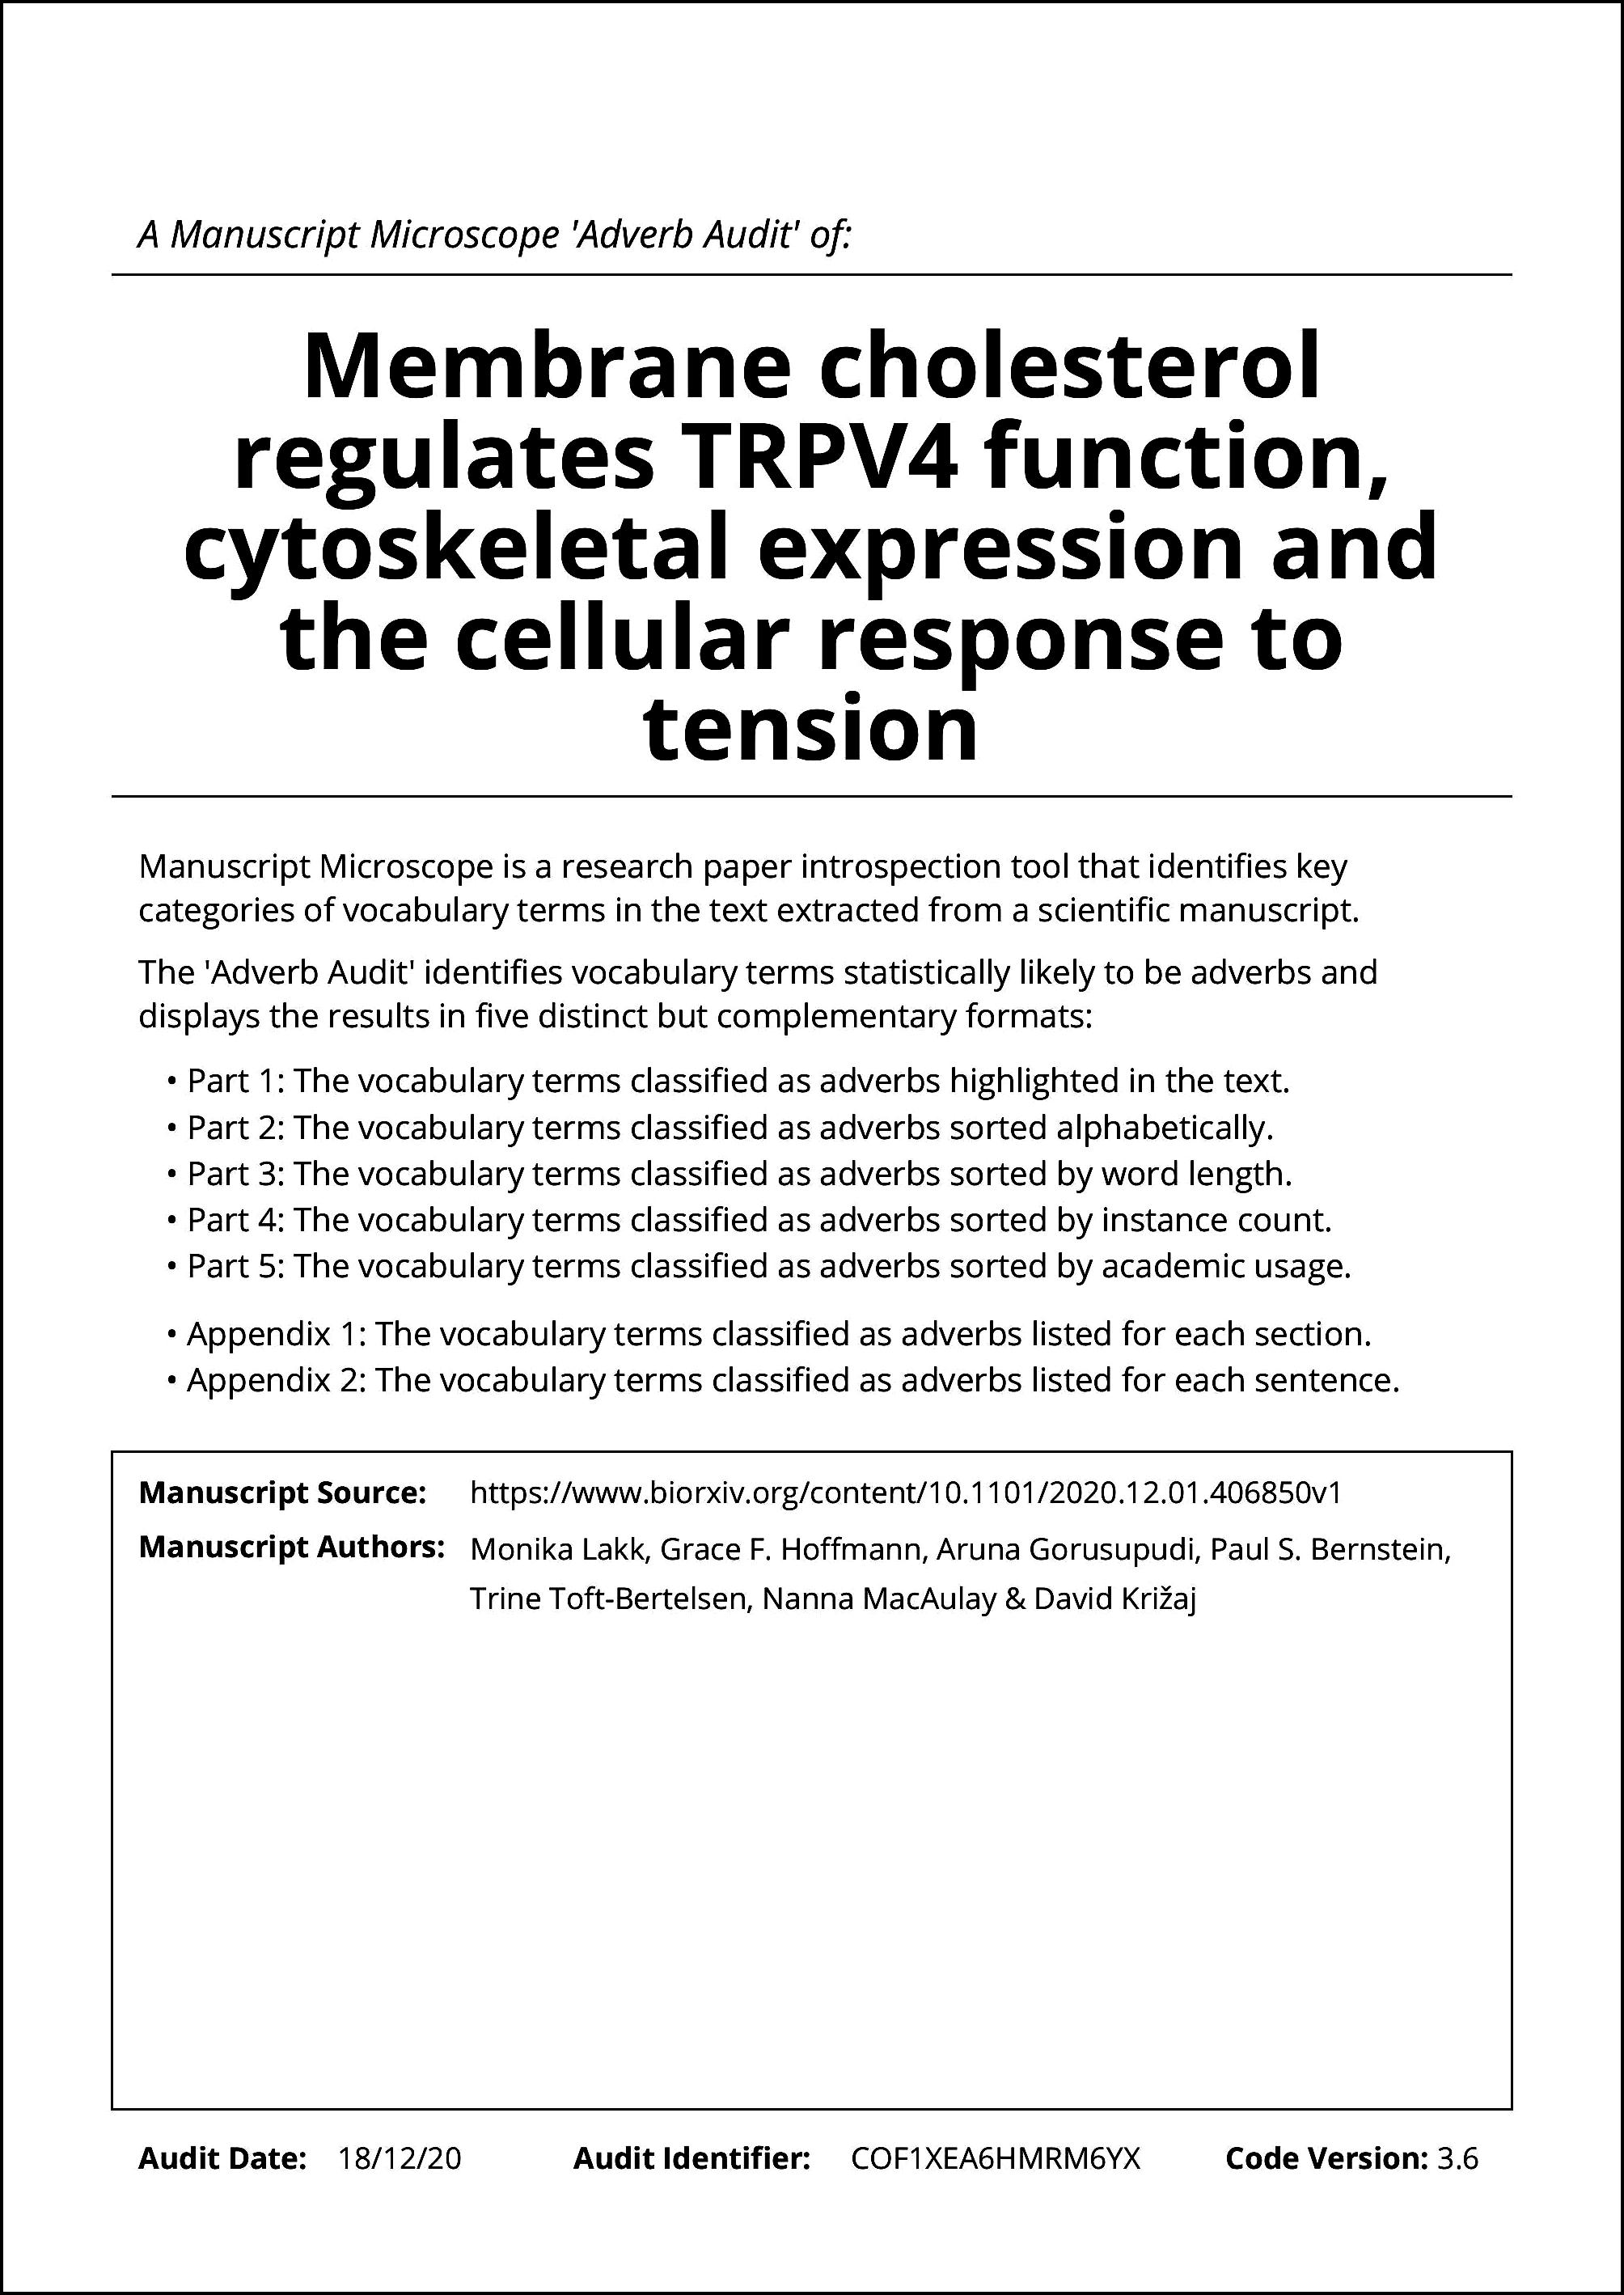 A Manuscript Microscope 'Adverb Audit' of:
Membrane cholesterol
regulates TRPV4 function,
cytoskeletal expression and
the cellular response to
tension
Manuscript Microscope is a research paper introspection tool that identifies key
categories of vocabulary terms in the text extracted from a scientific manuscript.
The 'Adverb Audit' identifies vocabulary terms statistically likely to be adverbs and
displays the results in five distinct but complementary formats:
• Part 1: The vocabulary terms classified as adverbs highlighted in the text.
• Part 2: The vocabulary terms classified as adverbs sorted alphabetically.
• Part 3: The vocabulary terms classified as adverbs sorted by word length.
• Part 4: The vocabulary terms classified as adverbs sorted by instance count.
• Part 5: The vocabulary terms classified as adverbs sorted by academic usage.
• Appendix 1: The vocabulary terms classified as adverbs listed for each section.
• Appendix 2: The vocabulary terms classified as adverbs listed for each sentence.
Manuscript Source: https://www.biorxiv.org/content/10.1101/2020.12.01.406850v1
Manuscript Authors: Monika Lakk, Grace F. Hoffmann, Aruna Gorusupudi, Paul S. Bernstein,
Trine Toft-Bertelsen, Nanna MacAulay & David Križaj
Audit Date: 18/12/20 Audit Identifier: COF1XEA6HMRM6YX Code Version: 3.6